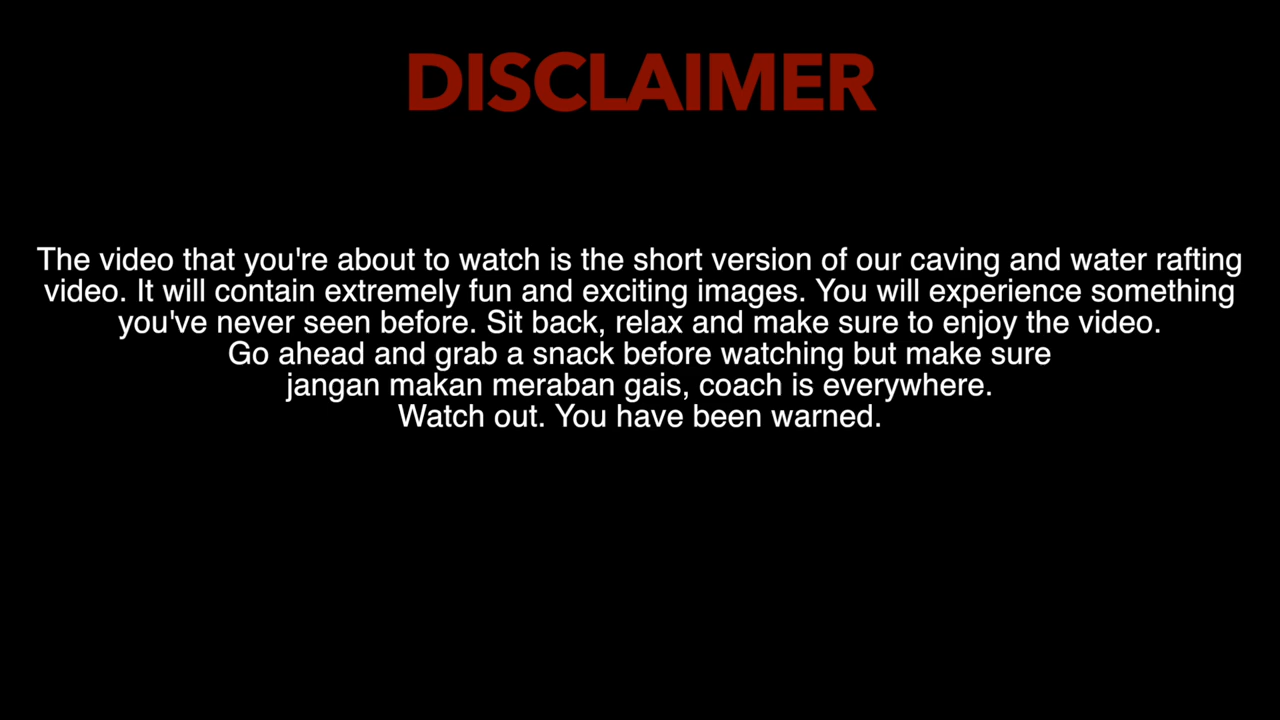 DISCLAIMER
The video that you're about to watch is the short version of our caving and water rafting
video. It will contain extremely fun and exciting images. You will experience something
you've never seen before. Sit back, relax and make sure to enjoy the video.
Go ahead and grab a snack before watching but make sure
jangan makan meraban gais, coach is everywhere.
Watch out. You have been warned.